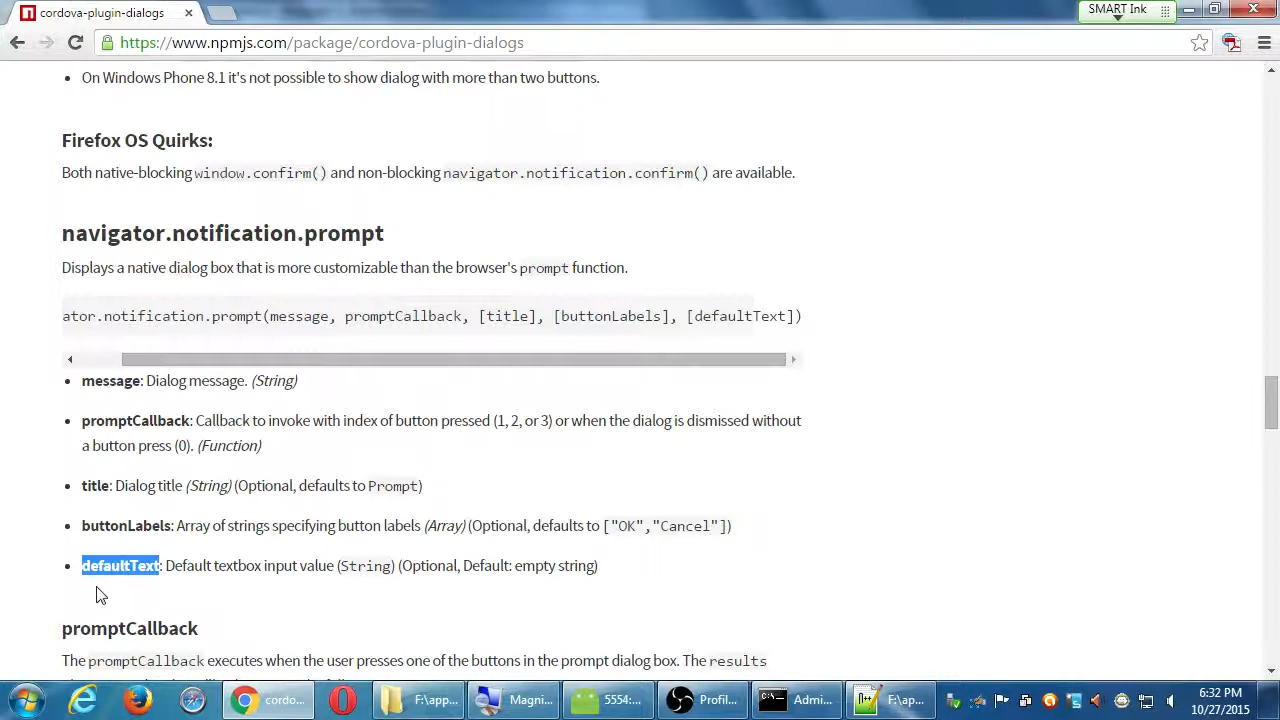 cordova-plugin-dialogs
SMART Ink
https://www.npmjs.com/package/cordova-plugin-dialogs
On Windows Phone 8.1 it's not possible to show dialog with more than two buttons.
Firefox OS Quirks:
Both native-blocking window.confirm() and non-blocking navigator.notification.confirm() are available.
navigator.notification.prompt
Displays a native dialog box that is more customizable than the browser's prompt function.
ator.notification.prompt(message, promptCallback, [title], [buttonLabels], [defaultText])
message: Dialog message. (String)
promptCallback: Callback to invoke with index of button pressed (1, 2, or 3) or when the dialog is dismissed without
a button press (0). (Function)
title: Dialog title (String) (Optional, defaults to Prompt)
buttonLabels: Array of strings specifying button labels (Array) (Optional, defaults to ["OK","Cancel"])
defaultText: Default textbox input value (String) (Optional, Default: empty string)
promptCallback
The promptCallback executes when the user presses one of the buttons in the prompt dialog box. The results
cordo...
F:\app...
Magni...
5554:...
Profil...
Admi...
F:\ap...
6:32 PM
10/27/2015